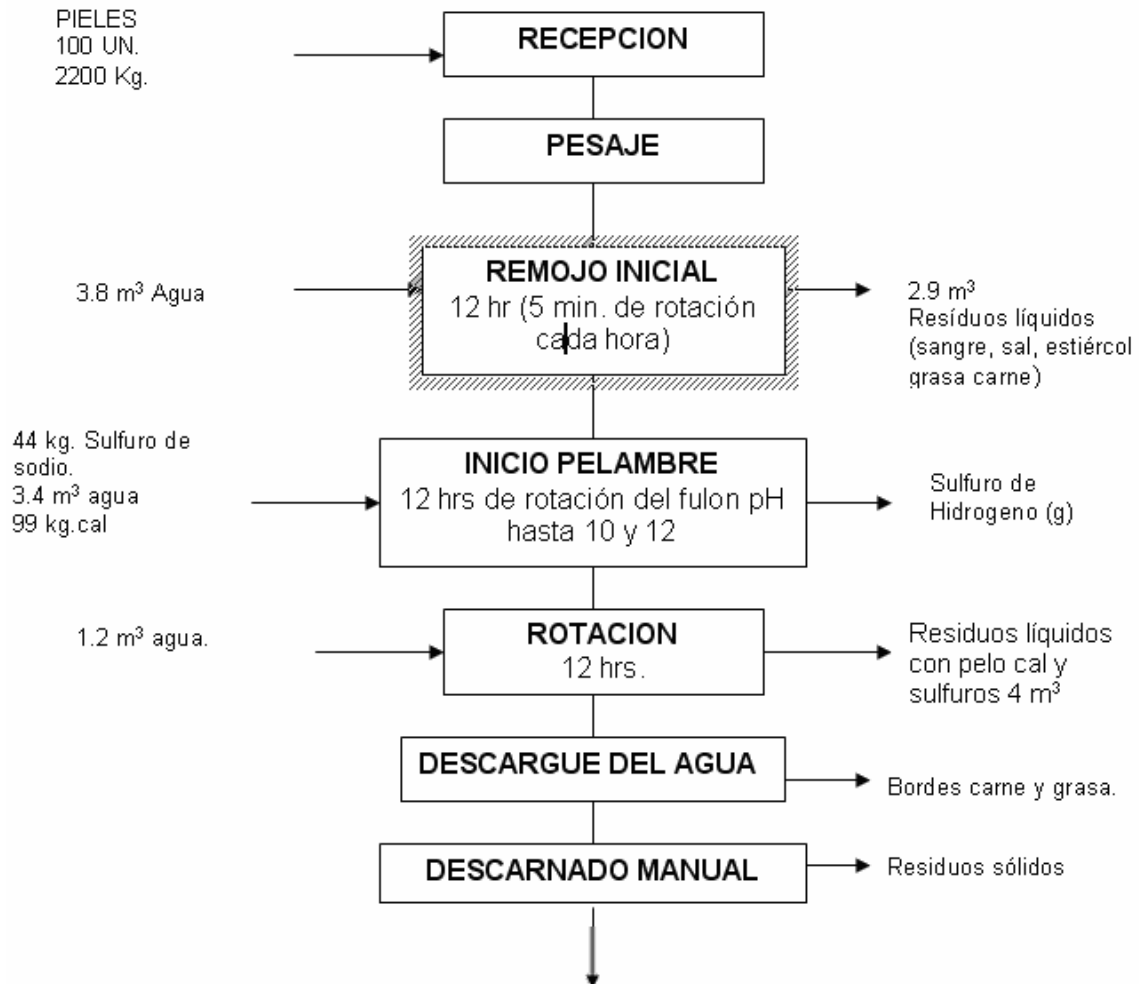 PIELES
100 UN.
2200 Kg.
RECEPCION
PESAJE
3.8 m³ Agua
REMOJO INICIAL
12 hr (5 min. de rotación
cada hora)
2.9 m³
Resíduos líquidos
(sangre, sal, estiércol
grasa carne)
44 kg. Sulfuro de
sodio.
3.4 m³ agua
99 kg.cal
INICIO PELAMBRE
12 hrs de rotación del fulon pH
hasta 10 y 12
Sulfuro de
Hidrogeno (g)
1.2 m³ agua.
ROTACION
12 hrs.
Residuos líquidos
con pelo cal y
sulfuros 4 m³
DESCARGUE DEL AGUA
Bordes carne y grasa.
DESCARNADO MANUAL
Residuos sólidos